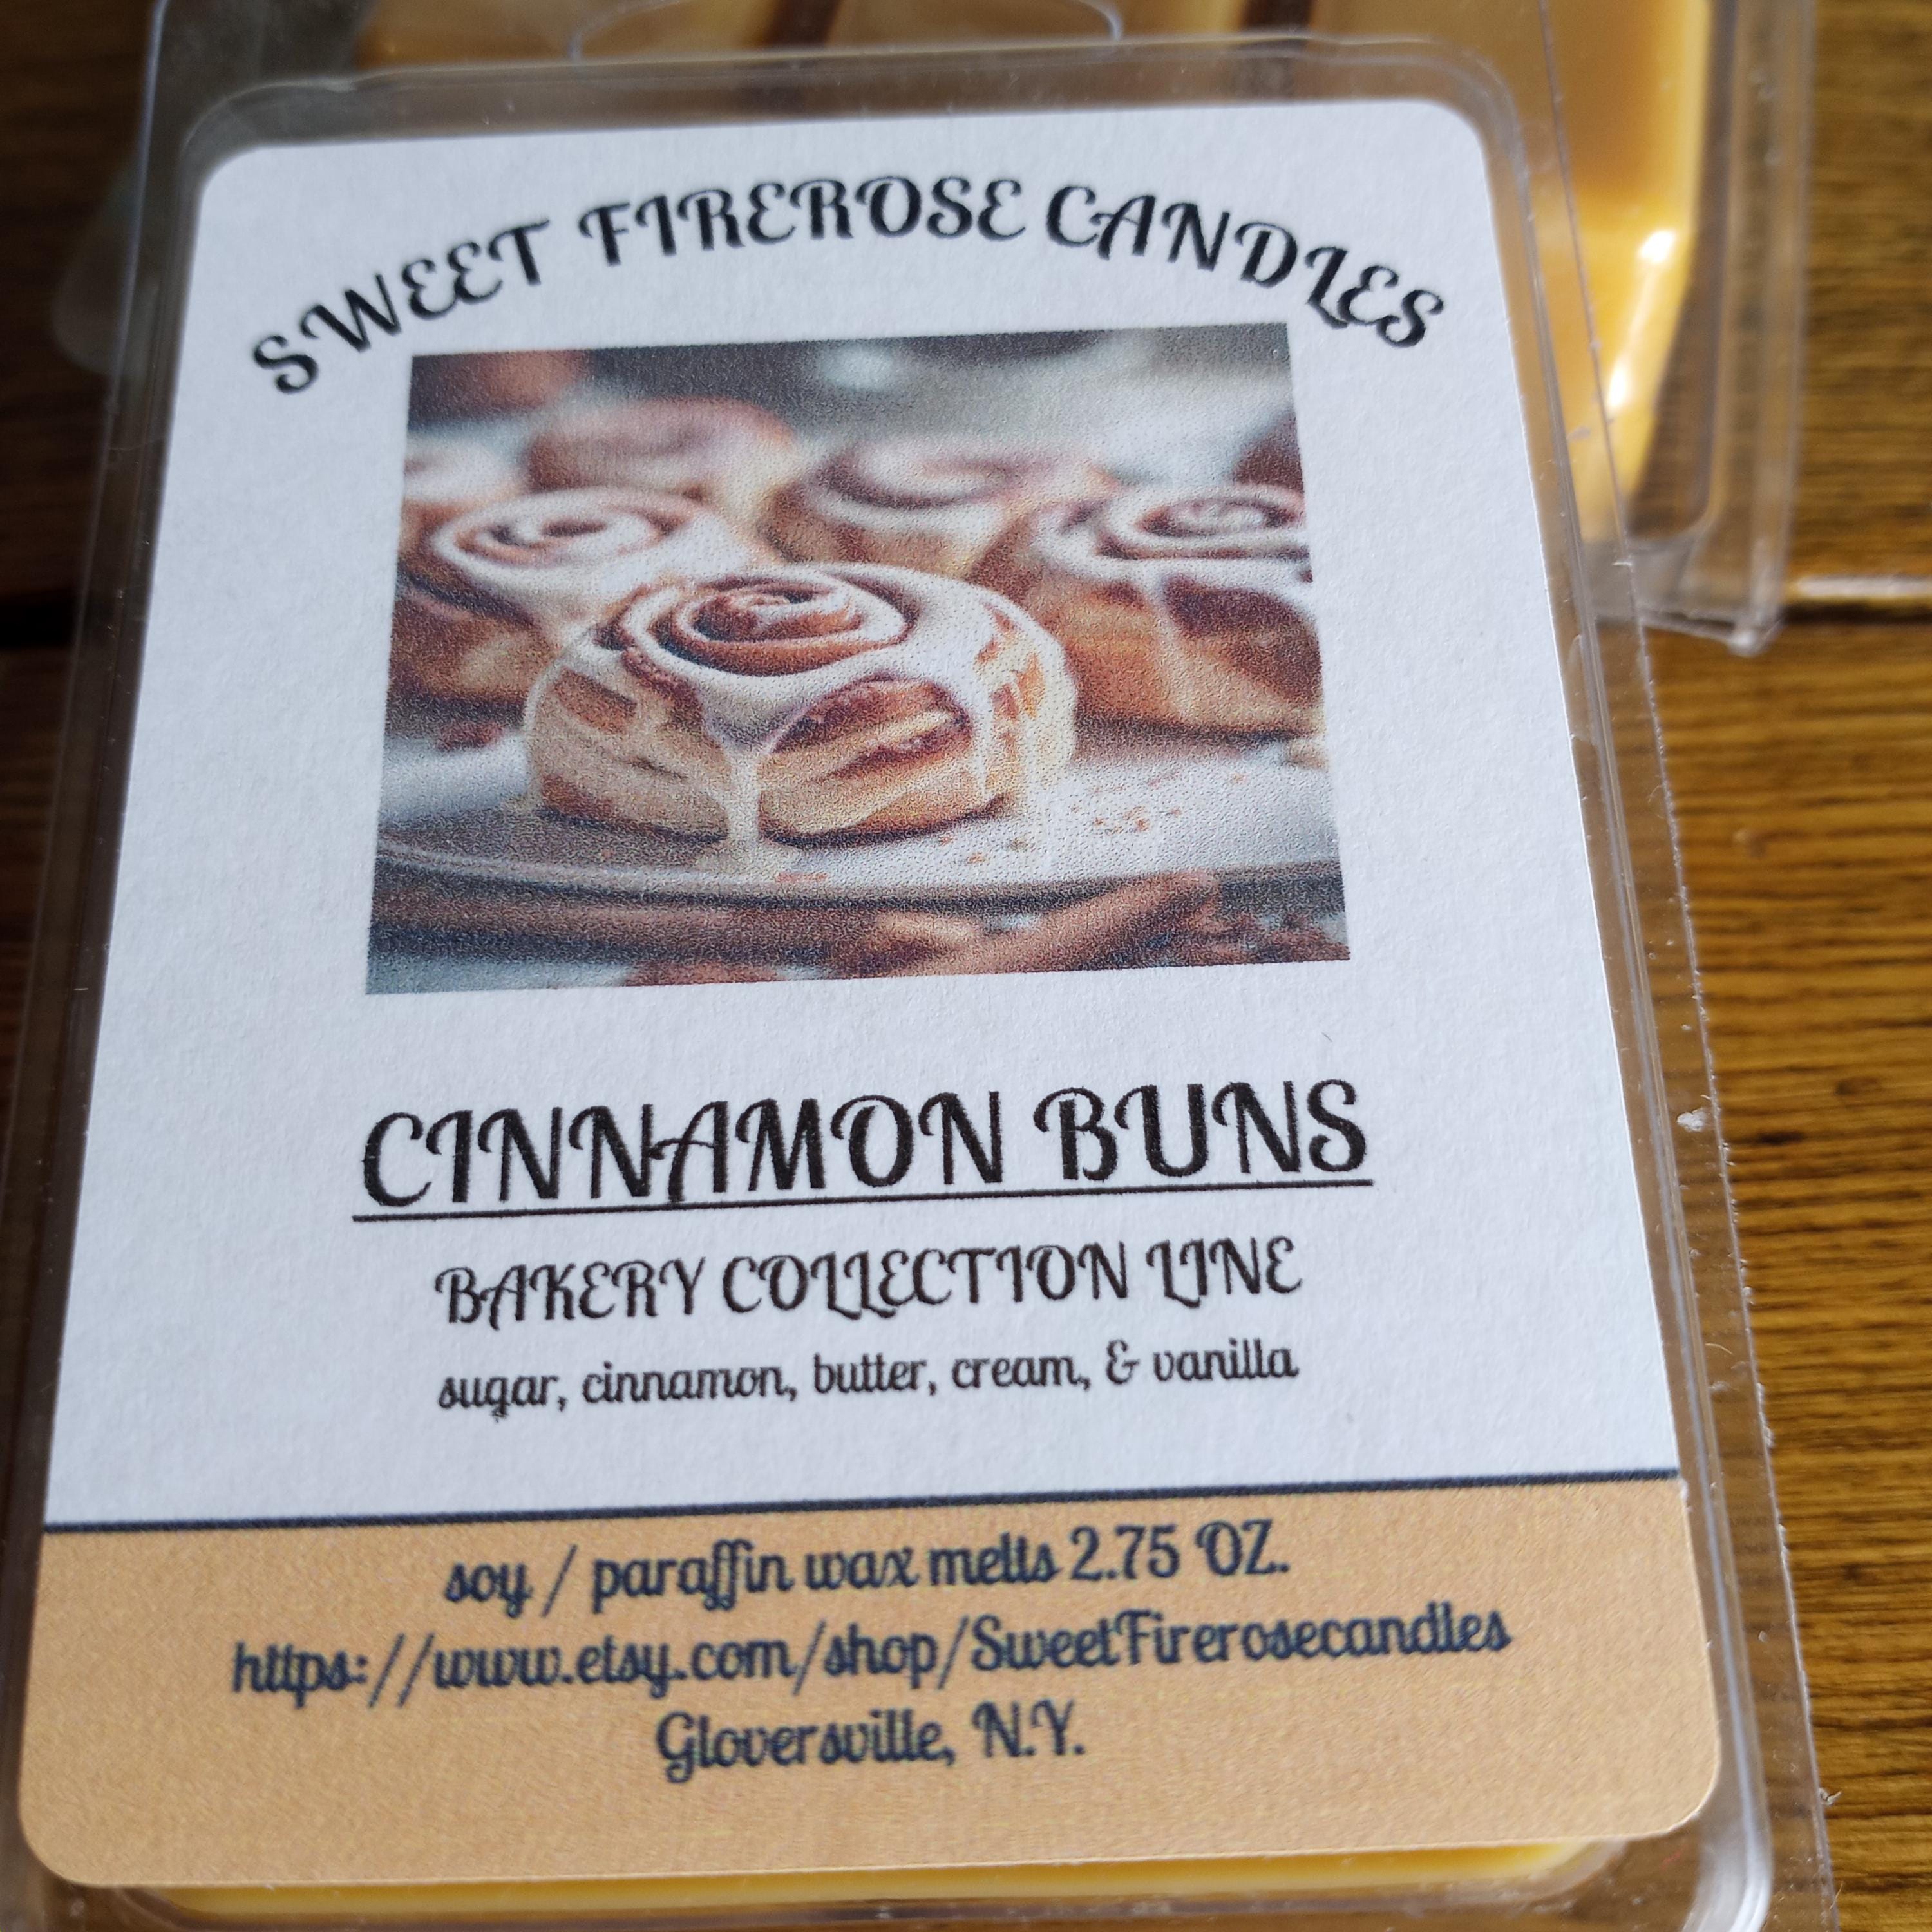 SWEET FIREROSE CANDLES
CINNAMON BUNS
BAKERY COLLECTION LINE
sugar, cinnamon, butter, cream, & vanilla
soy / paraffin wax melts 2.75 OZ.
https://www.etsy.com/shop/SweetFirerosecandles
Gloversville, N.Y.